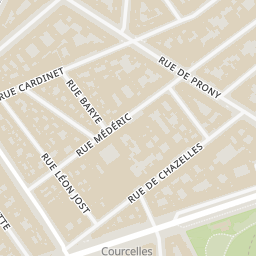 RUE CARDINET
RUE DE PRONY
RUE BARYE
RUE MÉDÉRIC
RUE LÉON JOST
RUE DE CHAZELLES
Courcelles